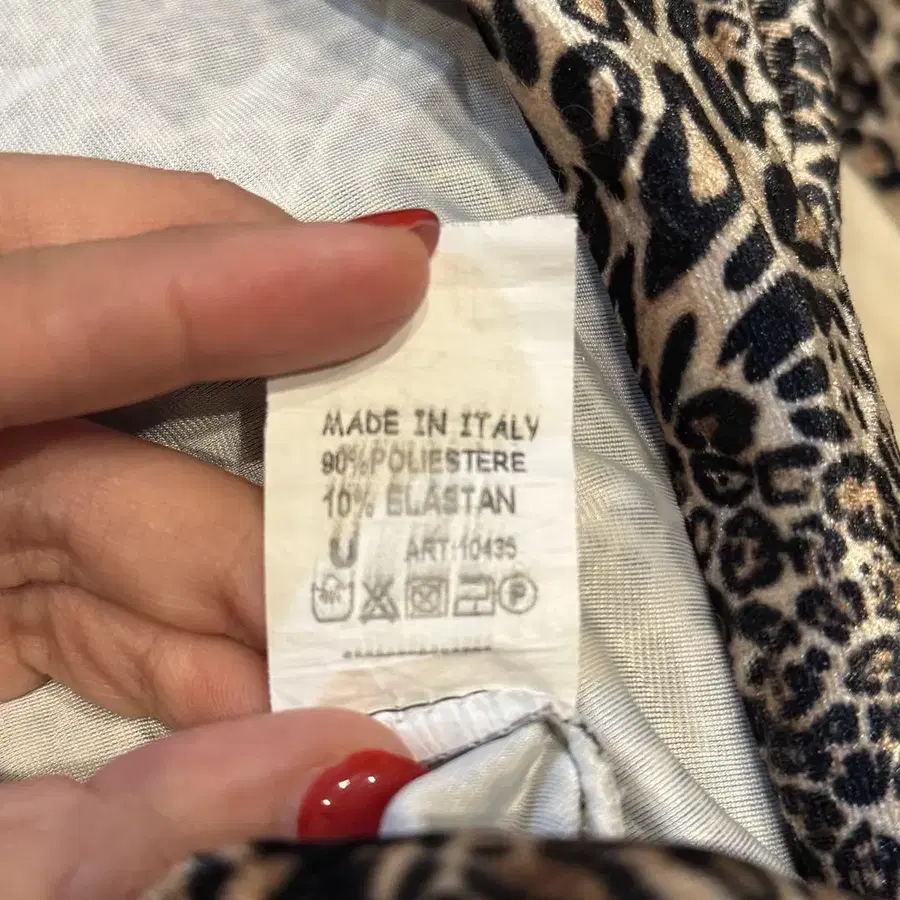 MADE IN ITALY
90% POLIESTERE
10% ELASTAN
U ART:10435
P